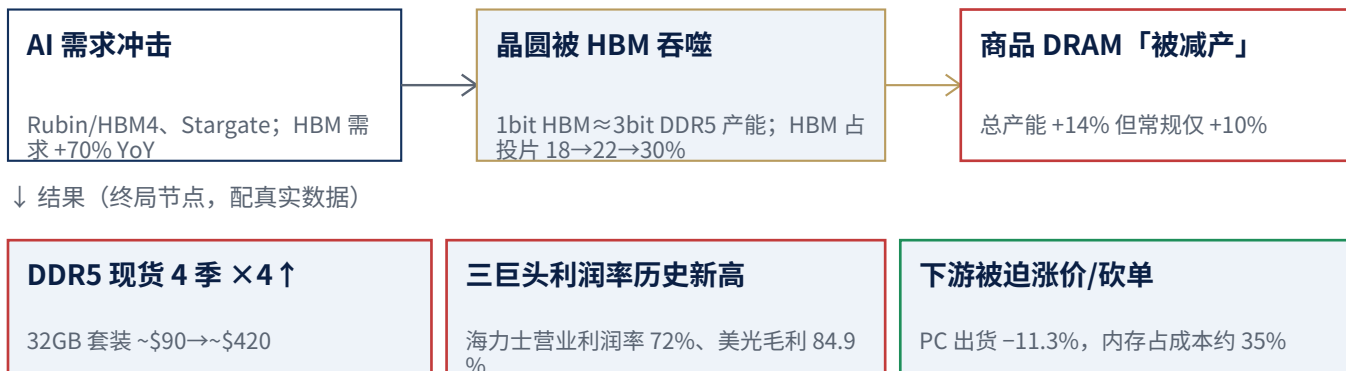 AI 需求冲击
Rubin/HBM4、Stargate；HBM 需
求 +70% YoY
晶圆被 HBM 吞噬
1bit HBM≈3bit DDR5 产能；HBM 占
投片 18→22→30%
商品 DRAM「被减产」
总产能 +14% 但常规仅 +10%
↓ 结果（终局节点，配真实数据）
DDR5 现货 4 季 ×4↑
32GB 套装 ~$90→~$420
三巨头利润率历史新高
海力士营业利润率 72%、美光毛利 84.9
%
下游被迫涨价/砍单
PC 出货 −11.3%，内存占成本约 35%